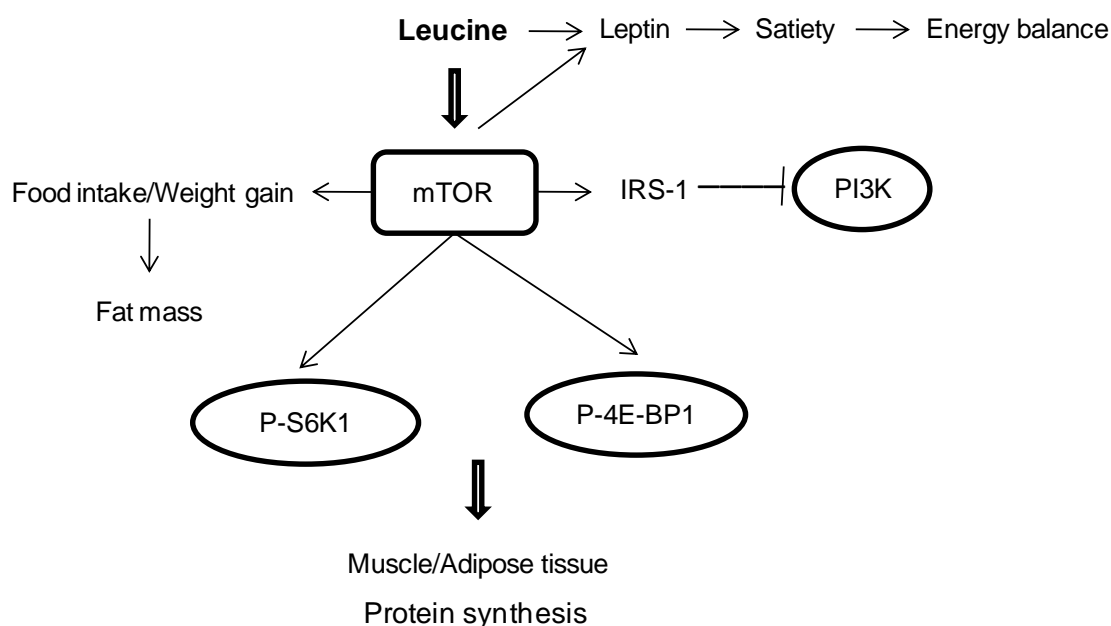 Leucine Leptin Satiety Energy balance
Food intake/Weight gain mTOR IRS-1 PI3K
Fat mass
P-S6K1 P-4E-BP1
Muscle/Adipose tissue
Protein synthesis